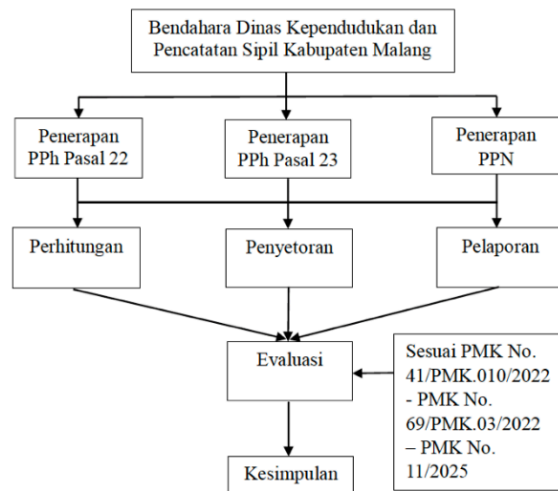 Bendahara Dinas Kependudukan dan
Pencatatan Sipil Kabupaten Malang
Penerapan
PPh Pasal 22
Penerapan
PPh Pasal 23
Penerapan
PPN
Perhitungan
Penyetoran
Pelaporan
Evaluasi
Sesuai PMK No.
41/PMK.010/2022
- PMK No.
69/PMK.03/2022
– PMK No.
11/2025
Kesimpulan